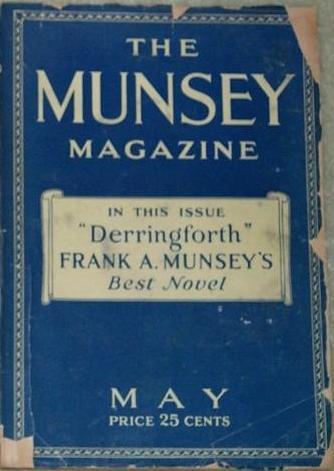 THE
MUNSEY
MAGAZINE
IN THIS ISSUE
"Derringforth"
FRANK A. MUNSEY'S
Best Novel
MAY
PRICE 25 CENTS